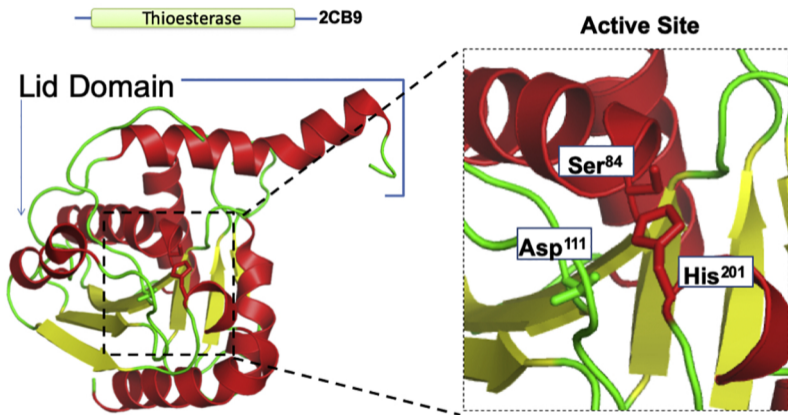 Thioesterase
2CB9
Active Site
Lid Domain
Ser84
Asp111
His201